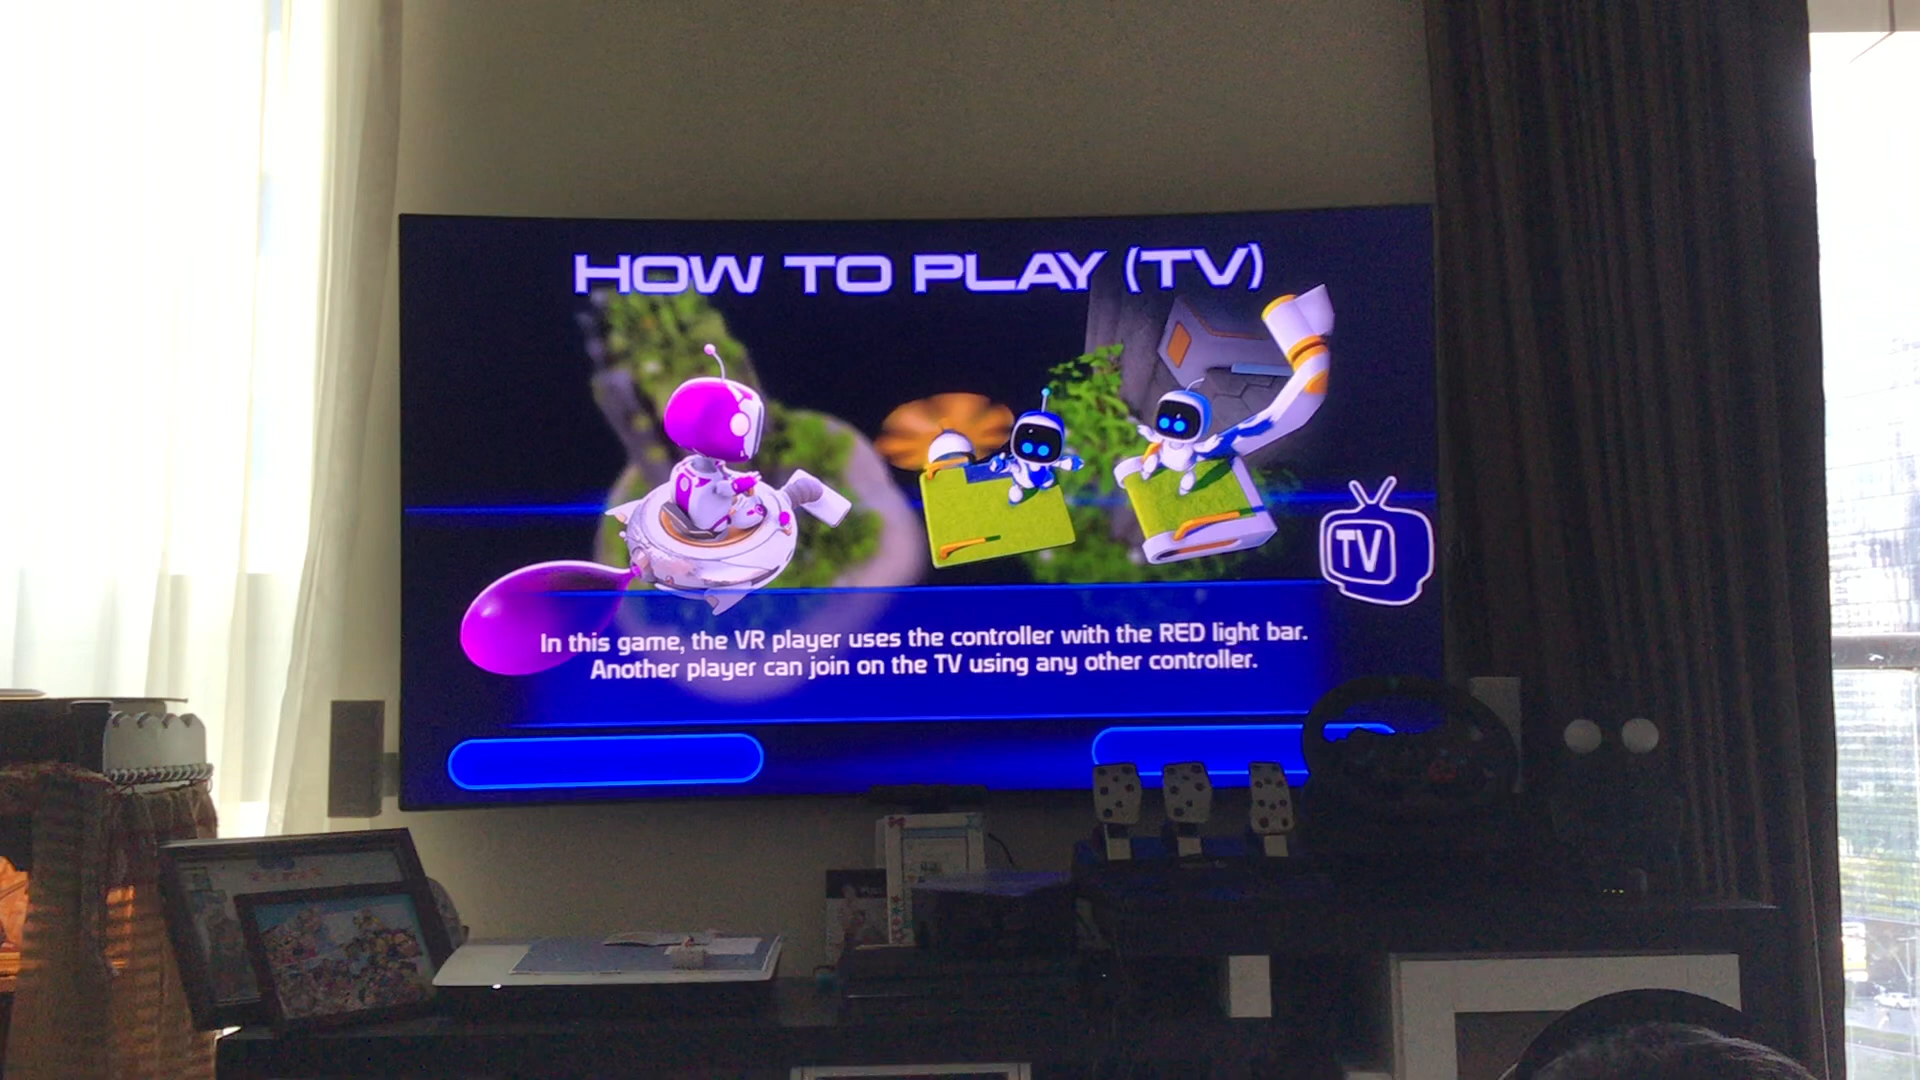 HOW TO PLAY (TV)
TV
In this game, the VR player uses the controller with the RED light bar.
Another player can join on the TV using any other controller.